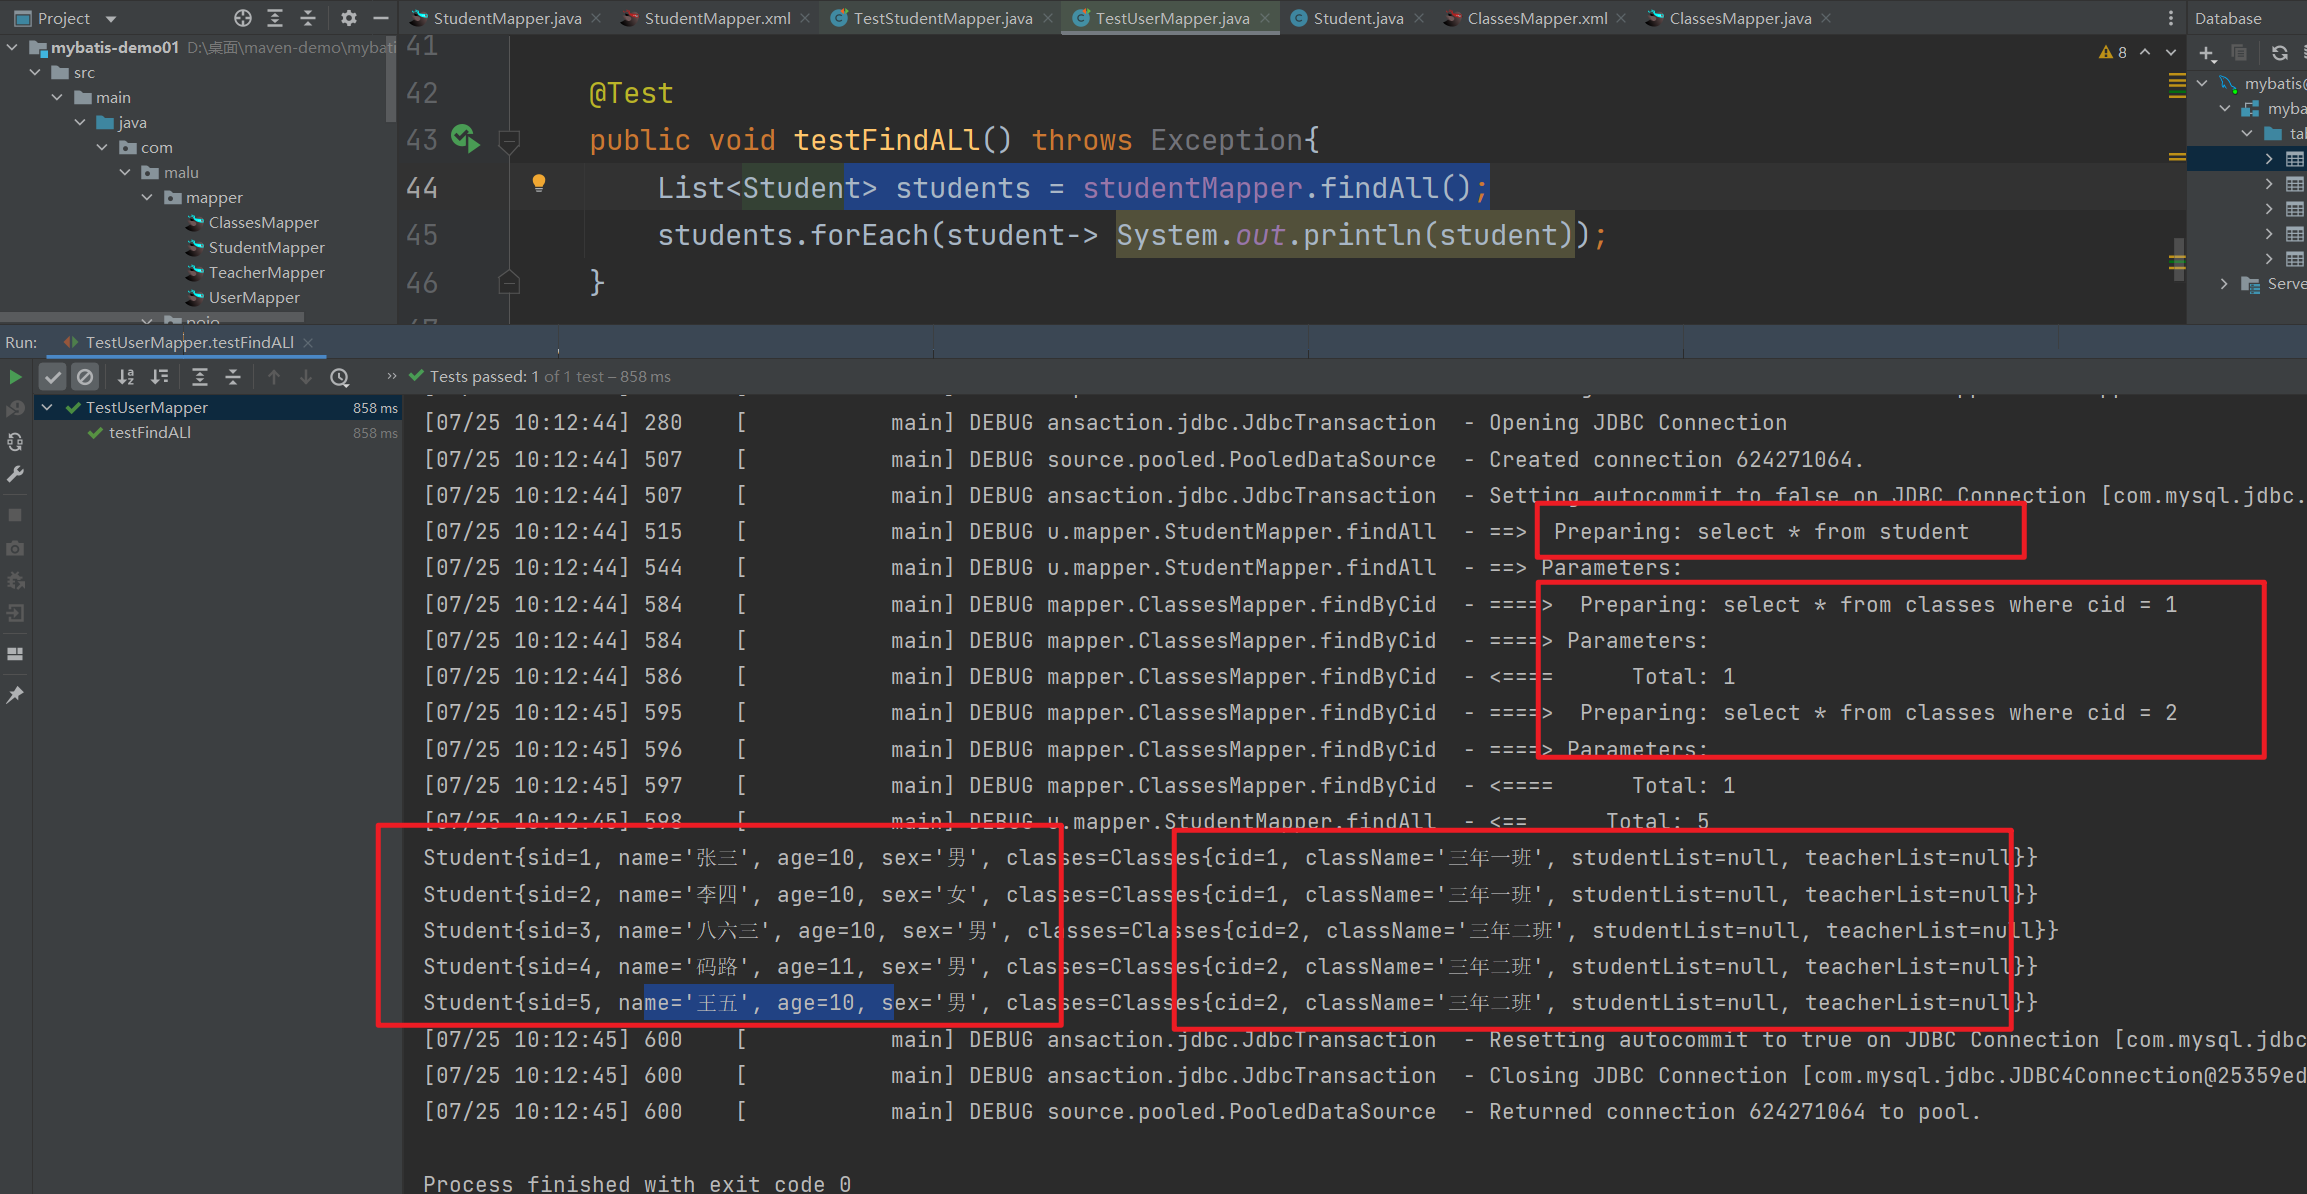 Project
StudentMapper.java
StudentMapper.xml
TestStudentMapper.java
TestUserMapper.java
Student.java
ClassesMapper.xml
ClassesMapper.java
Database
mybatis-demo01 D:\桌面\maven-demo\mybati
src
main
java
com
malu
mapper
ClassesMapper
StudentMapper
TeacherMapper
UserMapper
pojo
41
42 @Test
43 public void testFindALl() throws Exception{
44 List<Student> students = studentMapper.findAll();
45 students.forEach(student-> System.out.println(student));
46 }
47
8
mybatis@
myba
tal
Serve
Run: TestUserMapper.testFindALl
Tests passed: 1 of 1 test – 858 ms
TestUserMapper 858 ms
testFindALl 858 ms
[07/25 10:12:44] 280 [ main] DEBUG ansaction.jdbc.JdbcTransaction - Opening JDBC Connection
[07/25 10:12:44] 507 [ main] DEBUG source.pooled.PooledDataSource - Created connection 624271064.
[07/25 10:12:44] 507 [ main] DEBUG ansaction.jdbc.JdbcTransaction - Setting autocommit to false on JDBC Connection [com.mysql.jdbc.
[07/25 10:12:44] 515 [ main] DEBUG u.mapper.StudentMapper.findAll - ==> Preparing: select * from student
[07/25 10:12:44] 544 [ main] DEBUG u.mapper.StudentMapper.findAll - ==> Parameters:
[07/25 10:12:44] 584 [ main] DEBUG mapper.ClassesMapper.findByCid - ====> Preparing: select * from classes where cid = 1
[07/25 10:12:44] 584 [ main] DEBUG mapper.ClassesMapper.findByCid - ====> Parameters:
[07/25 10:12:44] 586 [ main] DEBUG mapper.ClassesMapper.findByCid - <==== Total: 1
[07/25 10:12:45] 595 [ main] DEBUG mapper.ClassesMapper.findByCid - ====> Preparing: select * from classes where cid = 2
[07/25 10:12:45] 596 [ main] DEBUG mapper.ClassesMapper.findByCid - ====> Parameters:
[07/25 10:12:45] 597 [ main] DEBUG mapper.ClassesMapper.findByCid - <==== Total: 1
[07/25 10:12:45] 598 [ main] DEBUG u.mapper.StudentMapper.findAll - <== Total: 5
Student{sid=1, name='张三', age=10, sex='男', classes=Classes{cid=1, className='三年一班', studentList=null, teacherList=null}}
Student{sid=2, name='李四', age=10, sex='女', classes=Classes{cid=1, className='三年一班', studentList=null, teacherList=null}}
Student{sid=3, name='八六三', age=10, sex='男', classes=Classes{cid=2, className='三年二班', studentList=null, teacherList=null}}
Student{sid=4, name='码路', age=11, sex='男', classes=Classes{cid=2, className='三年二班', studentList=null, teacherList=null}}
Student{sid=5, name='王五', age=10, sex='男', classes=Classes{cid=2, className='三年二班', studentList=null, teacherList=null}}
[07/25 10:12:45] 600 [ main] DEBUG ansaction.jdbc.JdbcTransaction - Resetting autocommit to true on JDBC Connection [com.mysql.jdbc
[07/25 10:12:45] 600 [ main] DEBUG ansaction.jdbc.JdbcTransaction - Closing JDBC Connection [com.mysql.jdbc.JDBC4Connection@25359ed
[07/25 10:12:45] 600 [ main] DEBUG source.pooled.PooledDataSource - Returned connection 624271064 to pool.
Process finished with exit code 0